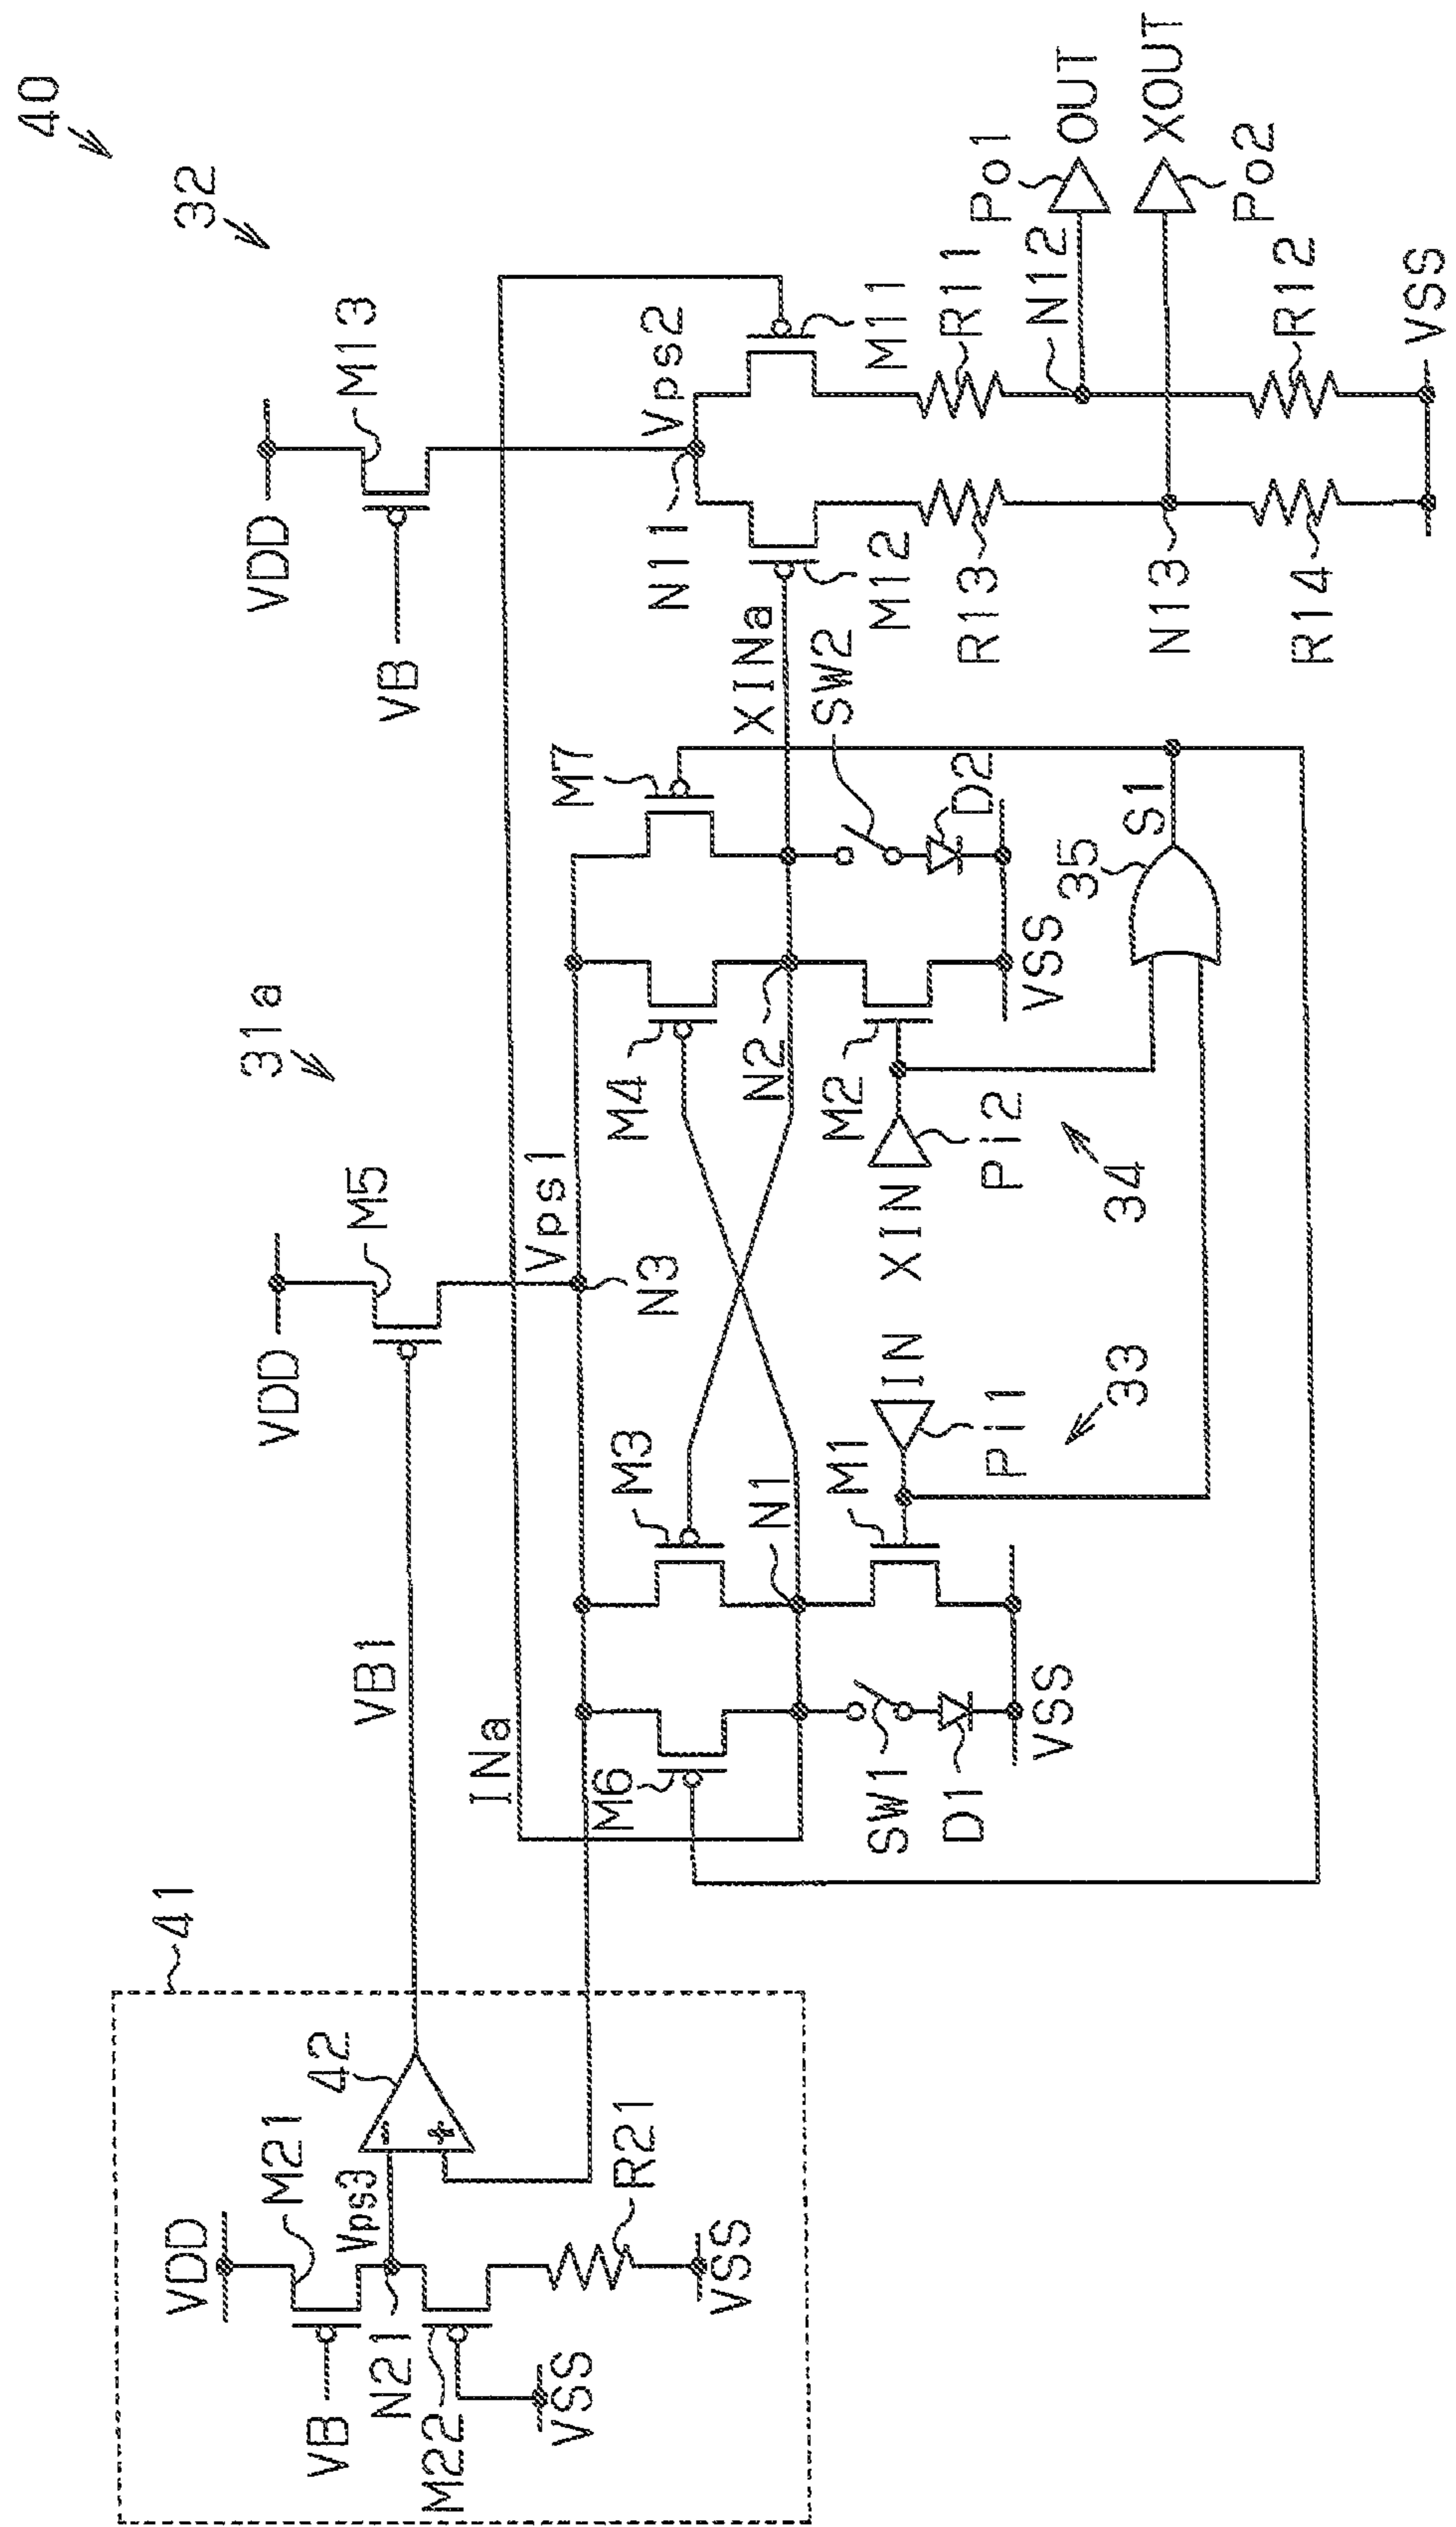 40
32
31a
41
VDD
M13
VB
N11
Vps2
M11
M12
XINa
R11
R13
N12
N13
R12
R14
VSS
Po1
OUT
XOUT
Po2
VDD
M5
VB1
Vps1
N3
INa
M6
M3
M4
M7
N1
N2
SW1
D1
M1
Pi1
IN
XIN
Pi2
M2
SW2
D2
VSS
VSS
33
34
35
S1
VDD
M21
VB
Vps3
N21
M22
VSS
42
-
+
R21
VSS